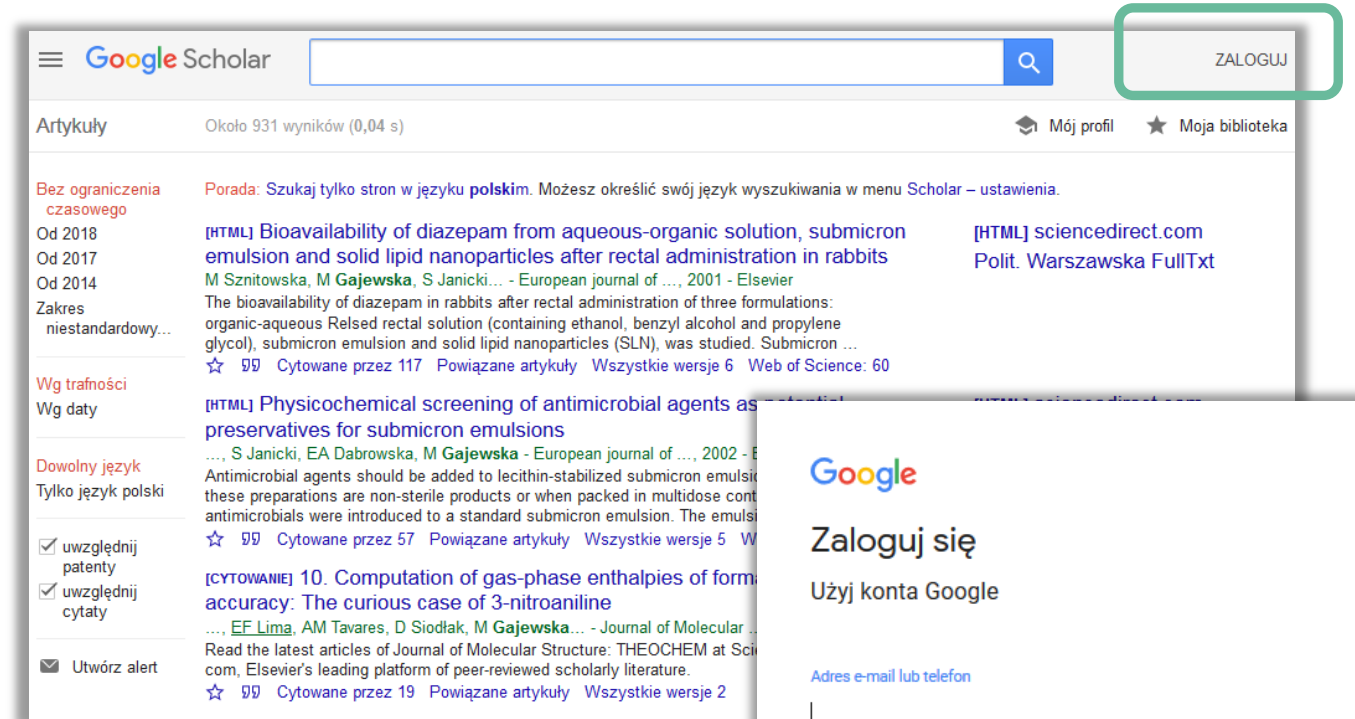 Google Scholar
ZALOGUJ
Artykuły
Około 931 wyników (0,04 s)
Mój profil
Moja biblioteka
Bez ograniczenia
czasowego
Od 2018
Od 2017
Od 2014
Zakres
niestandardowy...
Wg trafności
Wg daty
Dowolny język
Tylko język polski
uwzględnij
patenty
uwzględnij
cytaty
Utwórz alert
Porada: Szukaj tylko stron w języku polskim. Możesz określić swój język wyszukiwania w menu Scholar – ustawienia.
[HTML] Bioavailability of diazepam from aqueous-organic solution, submicron
emulsion and solid lipid nanoparticles after rectal administration in rabbits
M Sznitowska, M Gajewska, S Janicki... - European journal of ..., 2001 - Elsevier
The bioavailability of diazepam in rabbits after rectal administration of three formulations:
organic-aqueous Relsed rectal solution (containing ethanol, benzyl alcohol and propylene
glycol), submicron emulsion and solid lipid nanoparticles (SLN), was studied. Submicron ...
Cytowane przez 117 Powiązane artykuły Wszystkie wersje 6 Web of Science: 60
[HTML] sciencedirect.com
Polit. Warszawska FullTxt
[HTML] Physicochemical screening of antimicrobial agents as potential
preservatives for submicron emulsions
..., S Janicki, EA Dabrowska, M Gajewska - European journal of ..., 2002 -
Antimicrobial agents should be added to lecithin-stabilized submicron
these preparations are non-sterile products or when packed in multidose
antimicrobials were introduced to a standard submicron emulsion. The
Cytowane przez 57 Powiązane artykuły Wszystkie wersje 5
[HTML] sciencedirect.com
[CYTOWANIE] 10. Computation of gas-phase enthalpies of
accuracy: The curious case of 3-nitroaniline
..., EF Lima, AM Tavares, D Siodłak, M Gajewska... - Journal of Molecular
Read the latest articles of Journal of Molecular Structure: THEOCHEM at
com, Elsevier's leading platform of peer-reviewed scholarly literature.
Cytowane przez 19 Powiązane artykuły Wszystkie wersje 2
Google
Zaloguj się
Użyj konta Google
Adres e-mail lub telefon